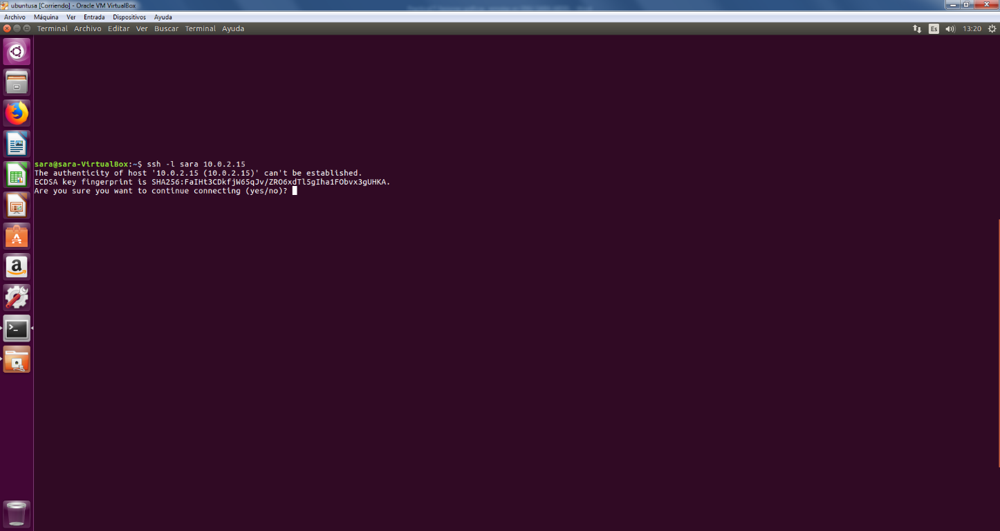 ubuntusa [Corriendo] - Oracle VM VirtualBox
Archivo Máquina Ver Entrada Dispositivos Ayuda
Terminal Archivo Editar Ver Buscar Terminal Ayuda
Es 13:20
sara@sara-VirtualBox:~$ ssh -l sara 10.0.2.15
The authenticity of host '10.0.2.15 (10.0.2.15)' can't be established.
ECDSA key fingerprint is SHA256:FaIHt3CDkfjW65qJv/ZRO6xdTl5gIha1FObvx3gUHKA.
Are you sure you want to continue connecting (yes/no)?